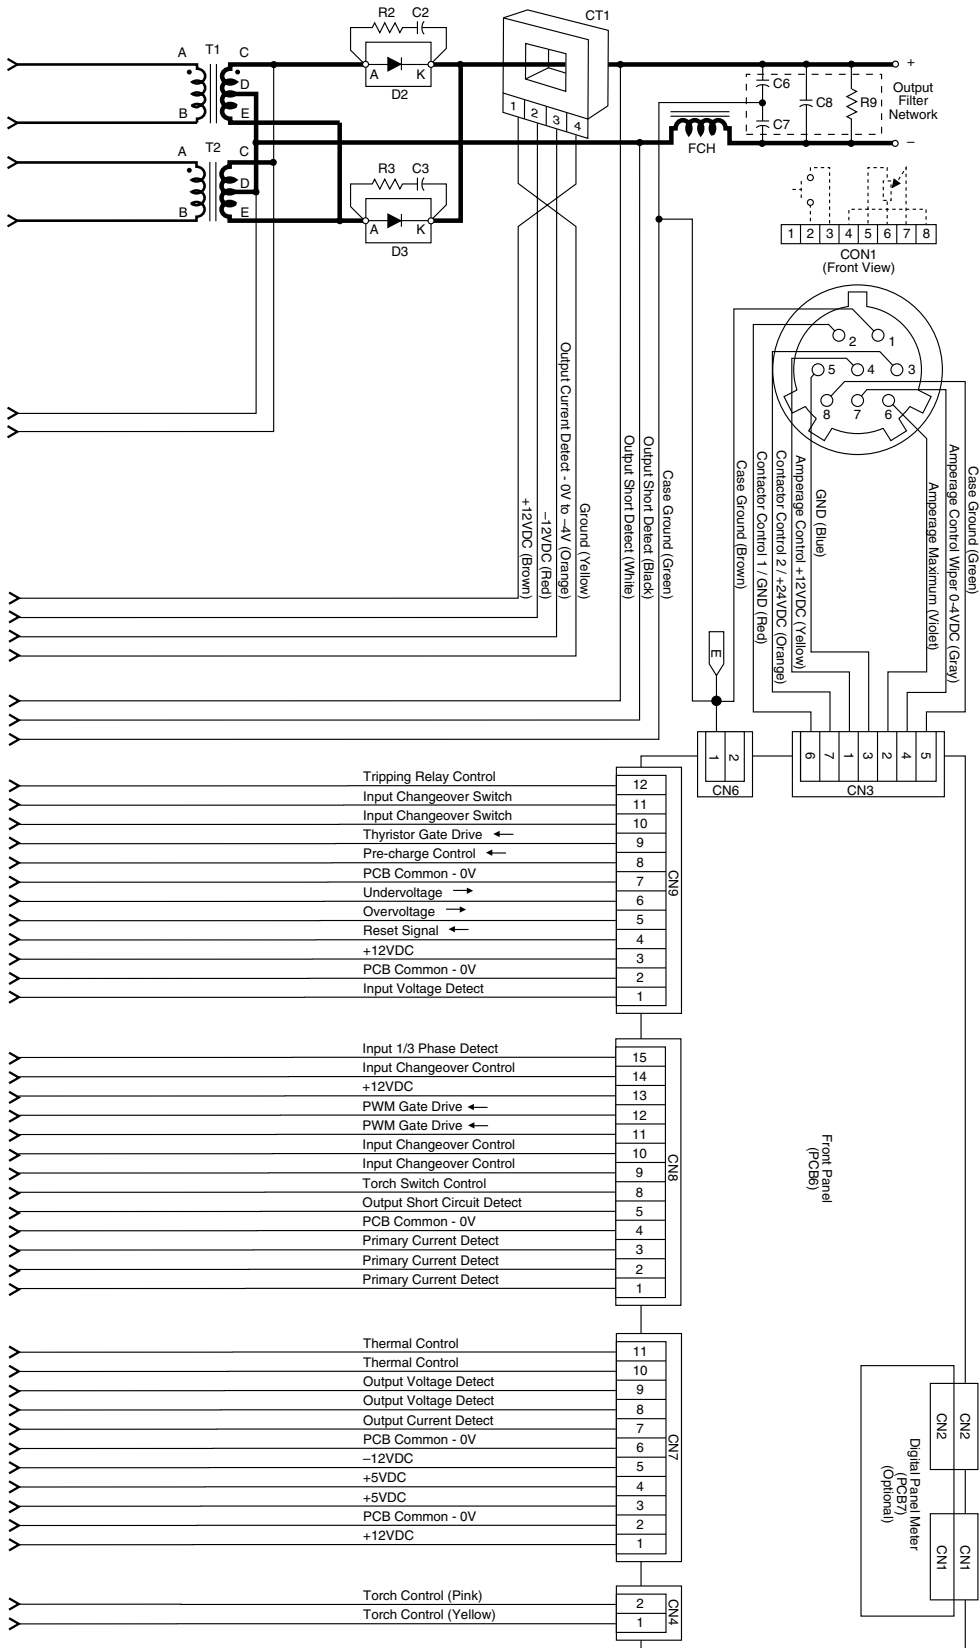 R2 C2
CT1
T1
A
C
D
B
E
A K
D2
1 2 3 4
C6
C7
C8
R9
+
Output
Filter
Network
–
FCH
T2
A
C
D
B
E
R3 C3
A K
D3
1 2 3 4 5 6 7 8
CON1
(Front View)
2
1
5
4
3
8
7
6
+12VDC (Brown)
–12VDC (Red)
Output Current Detect - 0V to –4V (Orange)
Ground (Yellow)
Output Short Detect (White)
Output Short Detect (Black)
Case Ground (Green)
Case Ground (Brown)
Contactor Control 1 / GND (Red)
Contactor Control 2 / +24VDC (Orange)
Amperage Control +12VDC (Yellow)
GND (Blue)
Amperage Maximum (Violet)
Amperage Control Wiper 0-4VDC (Gray)
Case Ground (Green)
E
1 2
CN6
6 7 1 3 2 4 5
CN3
Tripping Relay Control 12
Input Changeover Switch 11
Input Changeover Switch 10
Thyristor Gate Drive ← 9
Pre-charge Control ← 8
PCB Common - 0V 7
Undervoltage → 6
Overvoltage → 5
Reset Signal ← 4
+12VDC 3
PCB Common - 0V 2
Input Voltage Detect 1
CN9
Input 1/3 Phase Detect 15
Input Changeover Control 14
+12VDC 13
PWM Gate Drive ← 12
PWM Gate Drive ← 11
Input Changeover Control 10
Input Changeover Control 9
Torch Switch Control 8
Output Short Circuit Detect 5
PCB Common - 0V 4
Primary Current Detect 3
Primary Current Detect 2
Primary Current Detect 1
CN8
Front Panel
(PCB6)
Thermal Control 11
Thermal Control 10
Output Voltage Detect 9
Output Voltage Detect 8
Output Current Detect 7
PCB Common - 0V 6
–12VDC 5
+5VDC 4
+5VDC 3
PCB Common - 0V 2
+12VDC 1
CN7
CN2 CN2
CN1 CN1
Digital Panel Meter
(PCB7)
(Optional)
Torch Control (Pink) 2
Torch Control (Yellow) 1
CN4